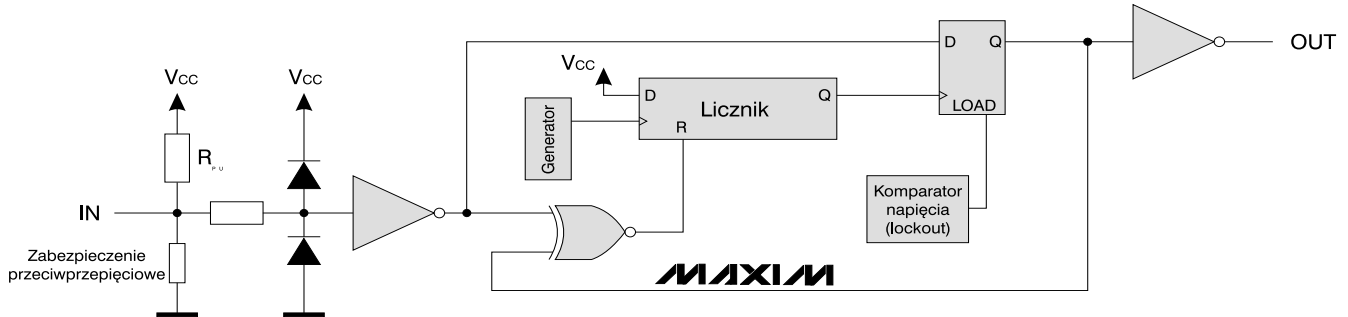 D Q
OUT
VCC
VCC
VCC
D Q
Licznik
R
LOAD
Generator
RPU
Komparator
napięcia
(lockout)
IN
Zabezpieczenie
przeciwprzepięciowe
MAXIM